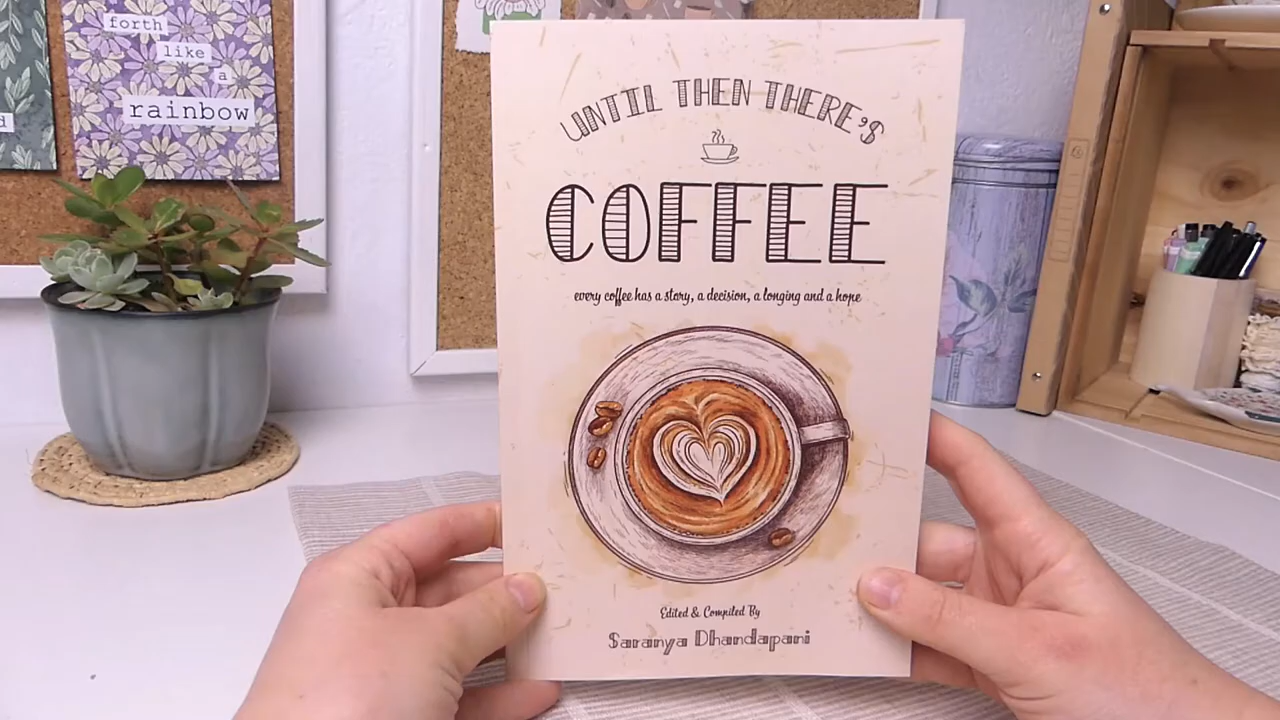 forth
like
a
rainbow
UNTIL THEN THERE'S
COFFEE
every coffee has a story, a decision, a longing and a hope
Edited & Compiled By
Saranya Dhandapani